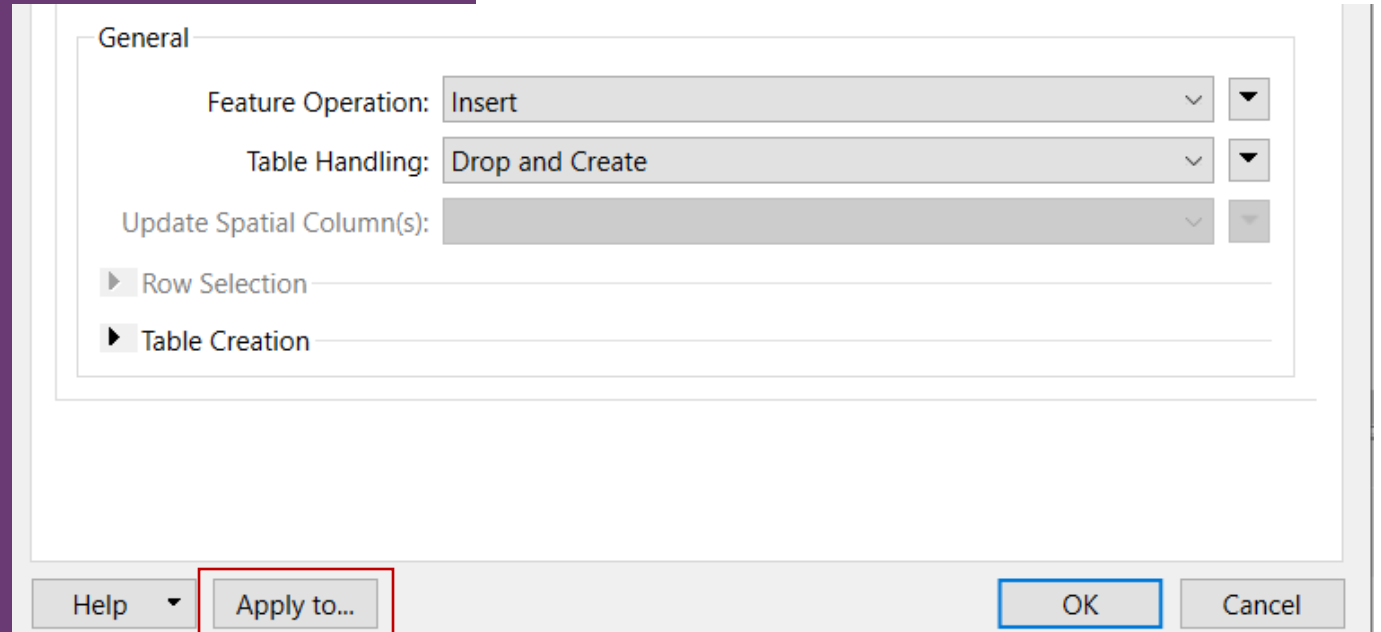 General
Feature Operation: Insert
Table Handling: Drop and Create
Update Spatial Column(s):
Row Selection
Table Creation
Help Apply to... OK Cancel